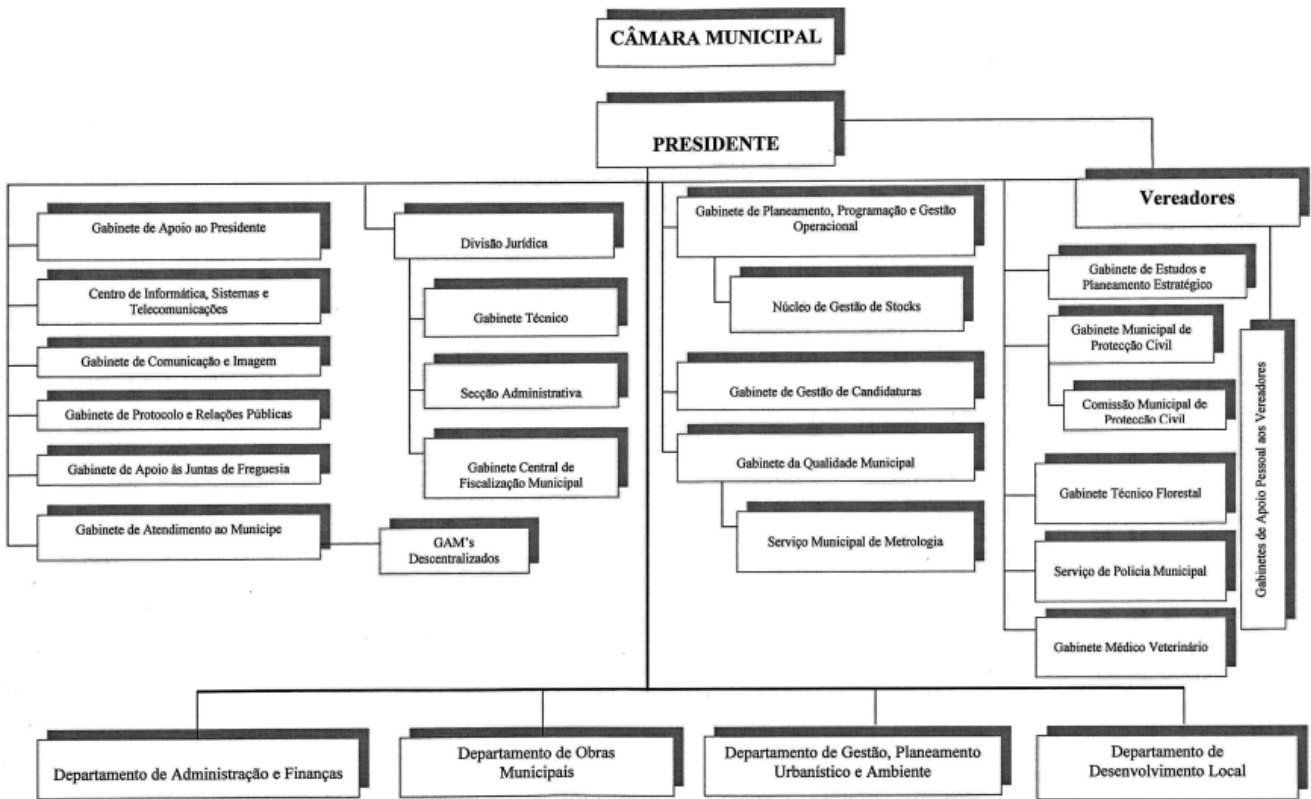 CÂMARA MUNICIPAL
PRESIDENTE
Vereadores
Gabinete de Apoio ao Presidente
Centro de Informática, Sistemas e
Telecomunicações
Gabinete de Comunicação e Imagem
Gabinete de Protocolo e Relações Públicas
Gabinete de Apoio às Juntas de Freguesia
Gabinete de Atendimento ao Municipe
GAM's
Descentralizados
Divisão Jurídica
Gabinete Técnico
Secção Administrativa
Gabinete Central de
Fiscalização Municipal
Gabinete de Planeamento, Programação e Gestão
Operacional
Núcleo de Gestão de Stocks
Gabinete de Gestão de Candidaturas
Gabinete da Qualidade Municipal
Serviço Municipal de Metrologia
Gabinete de Estudos e
Planeamento Estratégico
Gabinete Municipal de
Protecção Civil
Comissão Municipal de
Protecção Civil
Gabinete Técnico Florestal
Serviço de Policia Municipal
Gabinete Médico Veterinário
Gabinetes de Apoio Pessoal aos Vereadores
Departamento de Administração e Finanças
Departamento de Obras
Municipais
Departamento de Gestão, Planeamento
Urbanístico e Ambiente
Departamento de
Desenvolvimento Local